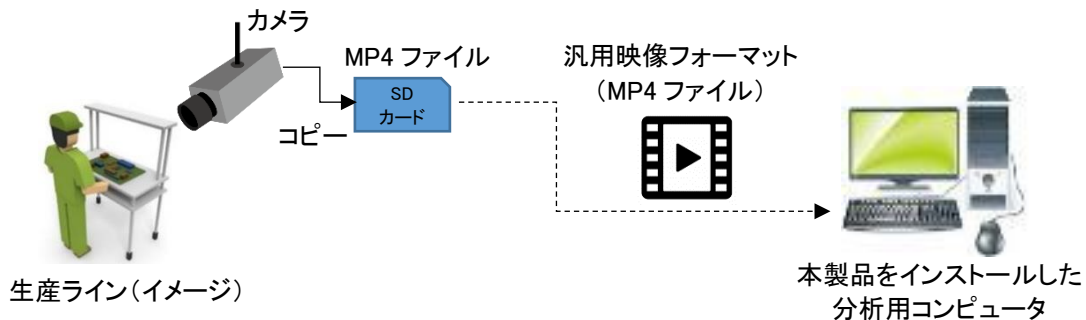 カメラ
MP4 ファイル
SD
カード
コピー
汎用映像フォーマット
（MP4 ファイル）
生産ライン（イメージ）
本製品をインストールした
分析用コンピュータ